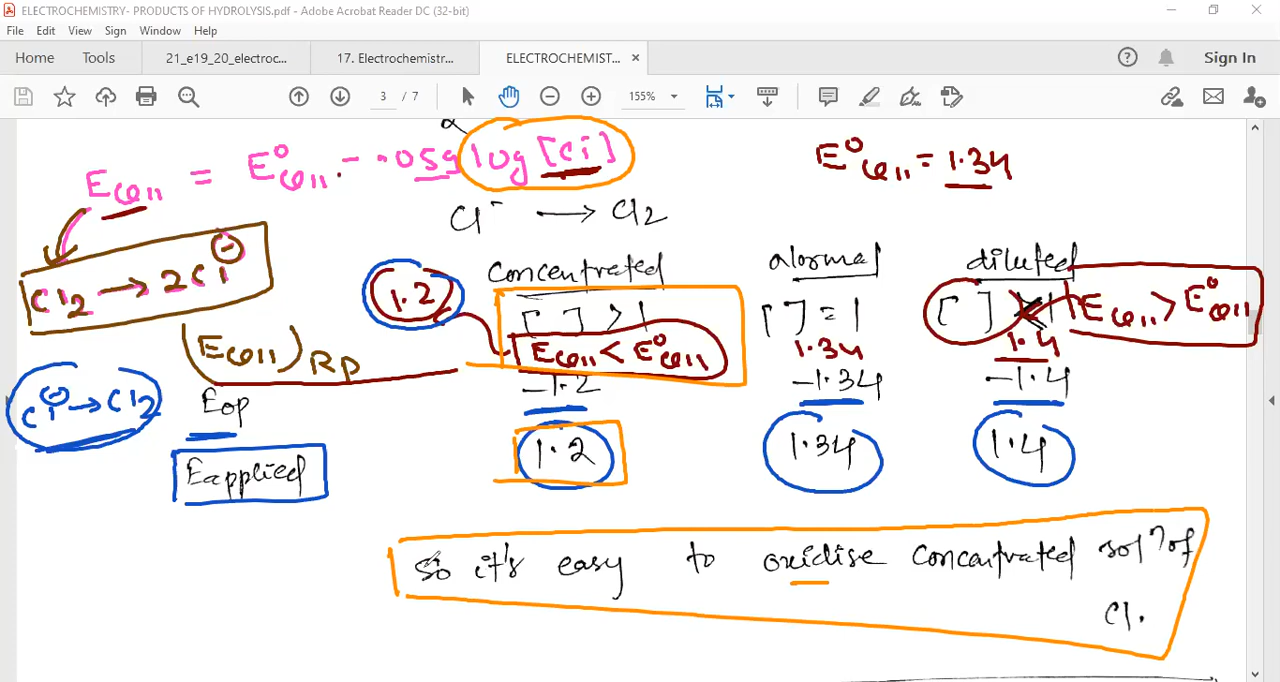 ELECTROCHEMISTRY- PRODUCTS OF HYDROLYSIS.pdf - Adobe Acrobat Reader DC (32-bit)
File Edit View Sign Window Help
Home Tools 21_e19_20_electroc... 17. Electrochemistr... ELECTROCHEMIST... × Sign In
3 / 7 155%
α
Ecell = E°cell - .059 log [Cl] E°cell = 1.34
Cl⁻ → Cl2
Cl2 → 2Cl⊖
concentrated normal diluted
1.2 [ ] > 1 [ ] = 1 [ ] < 1 Ecell > E°cell
(Ecell)RP Ecell < E°cell 1.34 1.4
Cl⊖ → Cl2 Eop -1.2 -1.34 -1.4
Eapplied 1.2 1.34 1.4
So it's easy to oxidise concentrated solⁿ of
Cl.